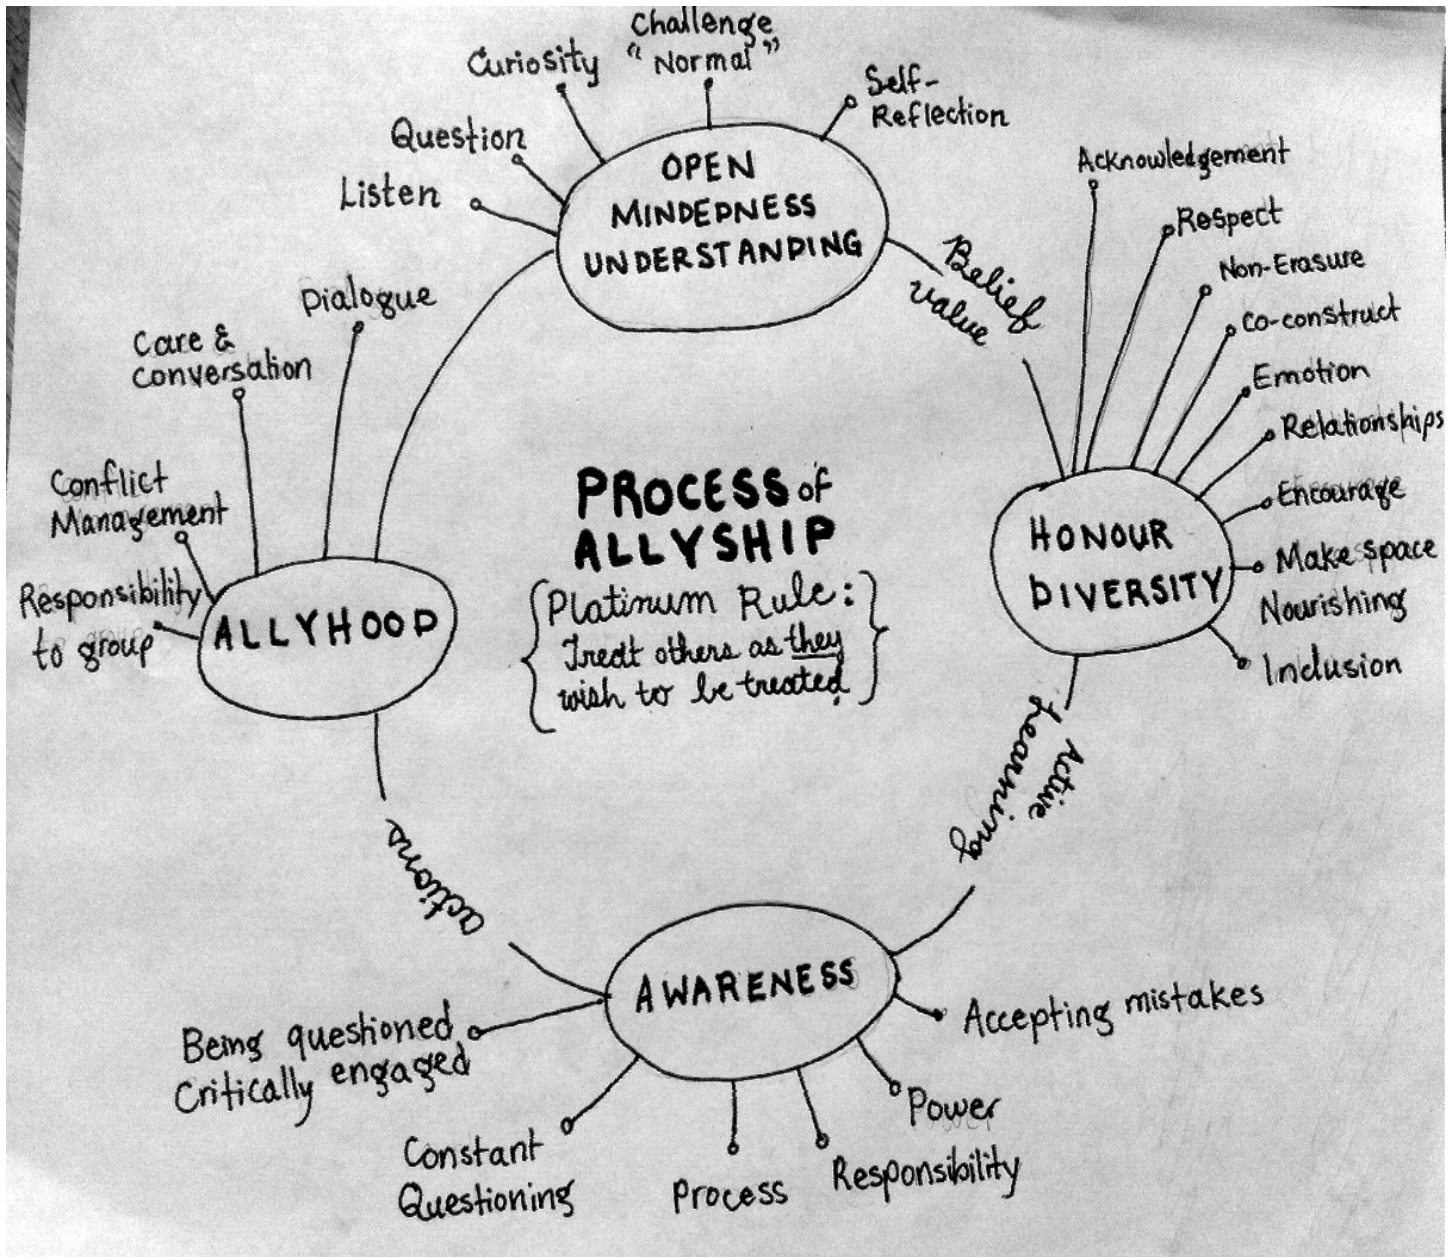 Challenge
"Normal"
Curiosity
Self-
Reflection
Question
Listen
OPEN
MINDEDNESS
UNDERSTANDING
Belief
value
Acknowledgement
Respect
Non-Erasure
Co-construct
Emotion
Relationships
Encourage
Make space
Nourishing
Inclusion
HONOUR
DIVERSITY
Dialogue
Care &
Conversation
Conflict
Management
Responsibility
to group
ALLYHOOD
PROCESS of
ALLYSHIP
{Platinum Rule:
Treat others as they
wish to be treated.}
Active
Learning
actions
AWARENESS
Being questioned
Critically engaged
Constant
Questioning
Process
Responsibility
Power
Accepting mistakes